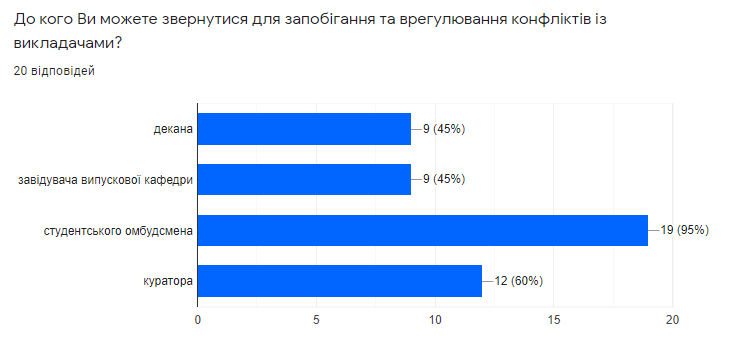 До кого Ви можете звернутися для запобігання та врегулювання конфліктів із
викладачами?
20 відповідей
декана
9 (45%)
завідувача випускової кафедри
9 (45%)
студентського омбудсмена
19 (95%)
куратора
12 (60%)
0 5 10 15 20